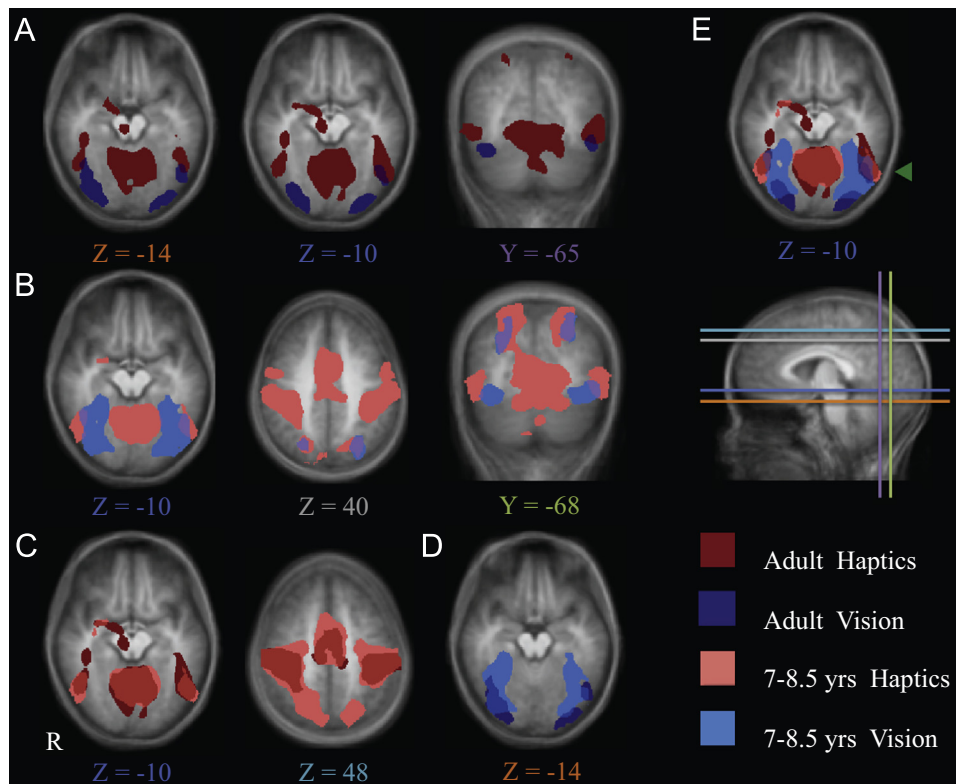 A
Z = -14
Z = -10
Y = -65
E
Z = -10
B
Z = -10
Z = 40
Y = -68
C
R
Z = -10
Z = 48
D
Z = -14
Adult Haptics
Adult Vision
7-8.5 yrs Haptics
7-8.5 yrs Vision